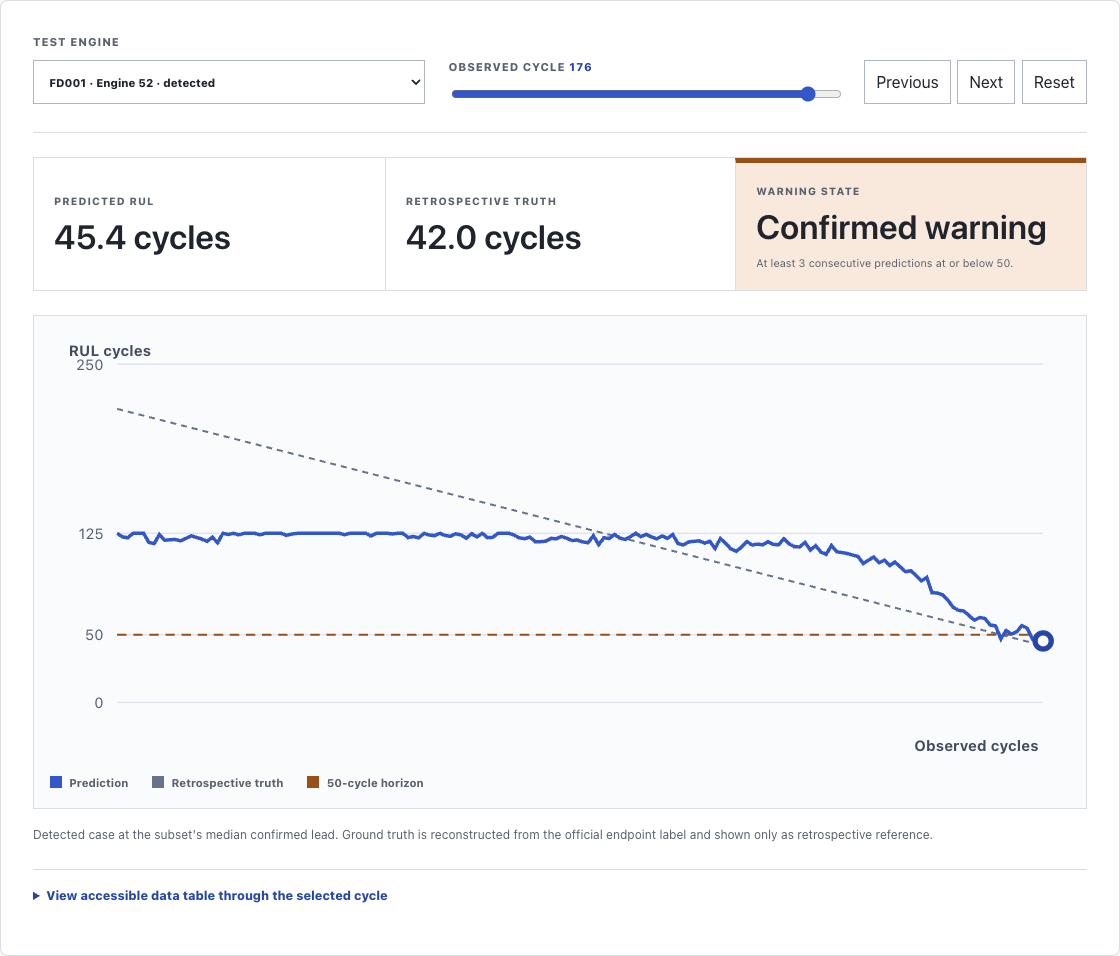 TEST ENGINE
FD001 · Engine 52 · detected
OBSERVED CYCLE 176
Previous
Next
Reset
PREDICTED RUL
45.4 cycles
RETROSPECTIVE TRUTH
42.0 cycles
WARNING STATE
Confirmed warning
At least 3 consecutive predictions at or below 50.
RUL cycles
250
125
50
0
Observed cycles
Prediction
Retrospective truth
50-cycle horizon
Detected case at the subset's median confirmed lead. Ground truth is reconstructed from the official endpoint label and shown only as retrospective reference.
View accessible data table through the selected cycle